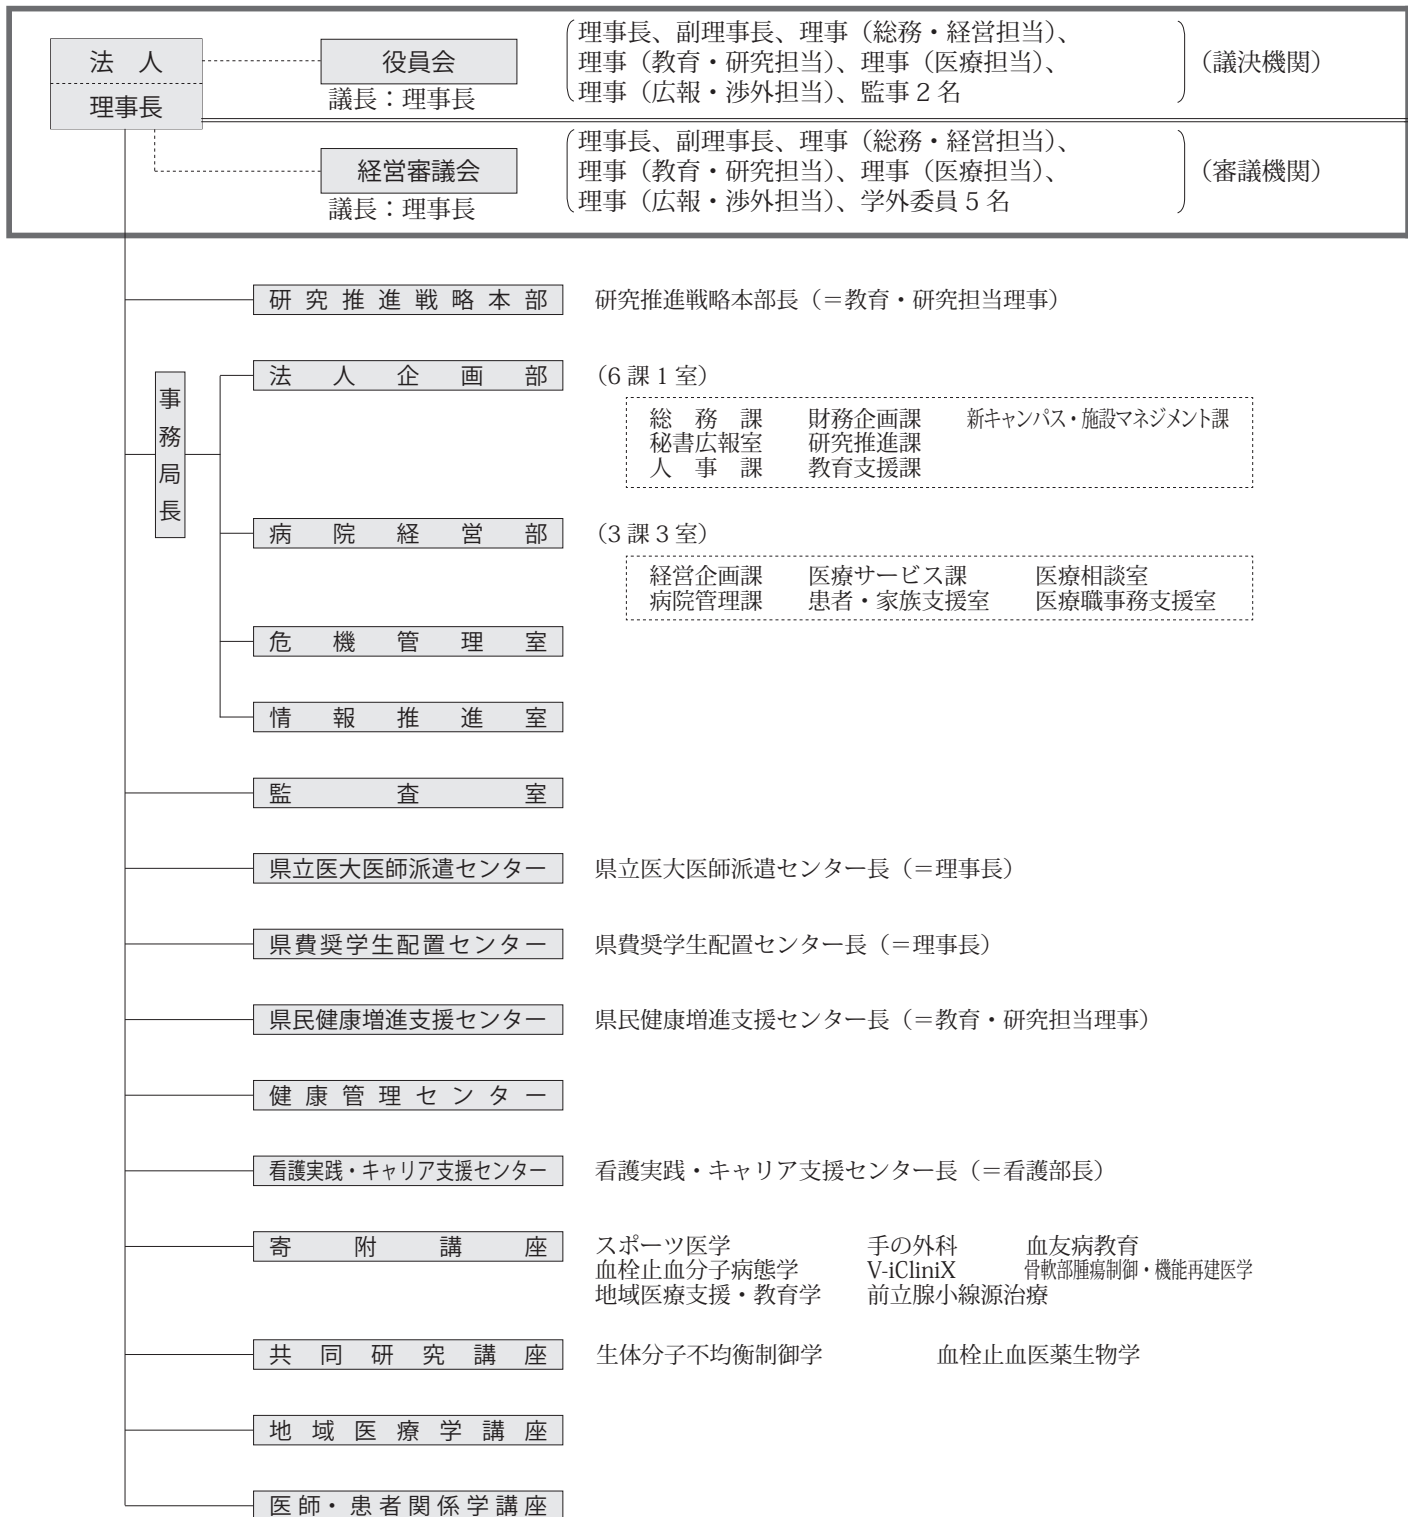 法　人
理事長
役員会
議長：理事長
理事長、副理事長、理事（総務・経営担当）、
理事（教育・研究担当）、理事（医療担当）、
理事（広報・渉外担当）、監事 2 名
（議決機関）
経営審議会
議長：理事長
理事長、副理事長、理事（総務・経営担当）、
理事（教育・研究担当）、理事（医療担当）、
理事（広報・渉外担当）、学外委員 5 名
（審議機関）
研究推進戦略本部　研究推進戦略本部長（＝教育・研究担当理事）
事務局長
法人企画部　（6 課 1 室）
総　務　課　財務企画課　新キャンパス・施設マネジメント課
秘書広報室　研究推進課
人　事　課　教育支援課
病院経営部　（3 課 3 室）
経営企画課　医療サービス課　医療相談室
病院管理課　患者・家族支援室　医療職事務支援室
危機管理室
情報推進室
監査室
県立医大医師派遣センター　県立医大医師派遣センター長（＝理事長）
県費奨学生配置センター　県費奨学生配置センター長（＝理事長）
県民健康増進支援センター　県民健康増進支援センター長（＝教育・研究担当理事）
健康管理センター
看護実践・キャリア支援センター　看護実践・キャリア支援センター長（＝看護部長）
寄附講座　スポーツ医学　手の外科　血友病教育
血栓止血分子病態学　V-iCliniX　骨軟部腫瘍制御・機能再建医学
地域医療支援・教育学　前立腺小線源治療
共同研究講座　生体分子不均衡制御学　血栓止血医薬生物学
地域医療学講座
医師・患者関係学講座